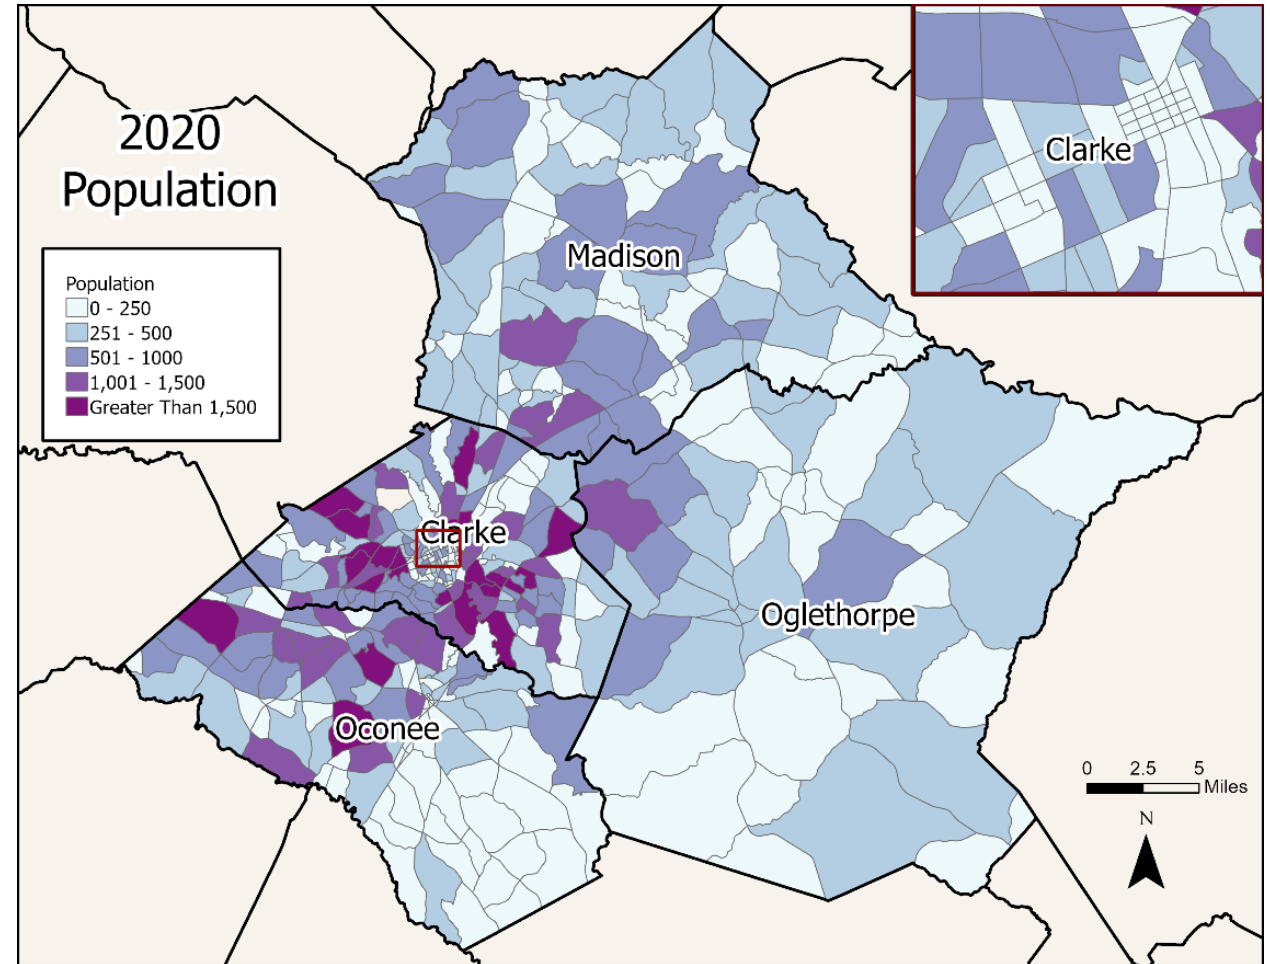 2020
Population
Population
0 - 250
251 - 500
501 - 1000
1,001 - 1,500
Greater Than 1,500
Clarke
Madison
Clarke
Oglethorpe
Oconee
0 2.5 5
Miles
N